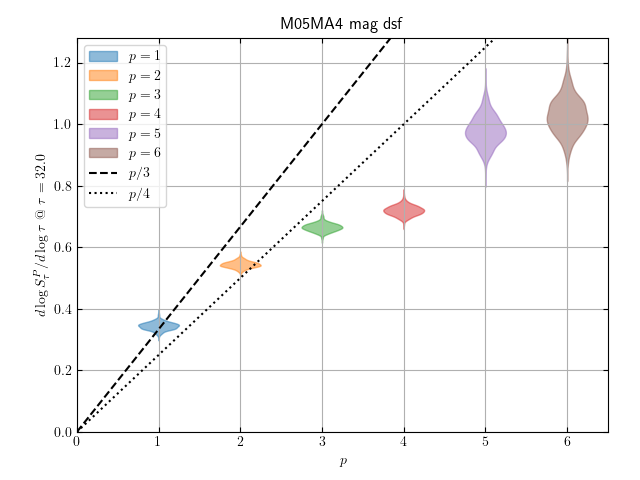 M05MA4 mag dsf
p = 1
p = 2
p = 3
p = 4
p = 5
p = 6
p/3
p/4
d log S_τ^P / d log τ @ τ = 32.0
1.2
1.0
0.8
0.6
0.4
0.2
0.0
0 1 2 3 4 5 6
p